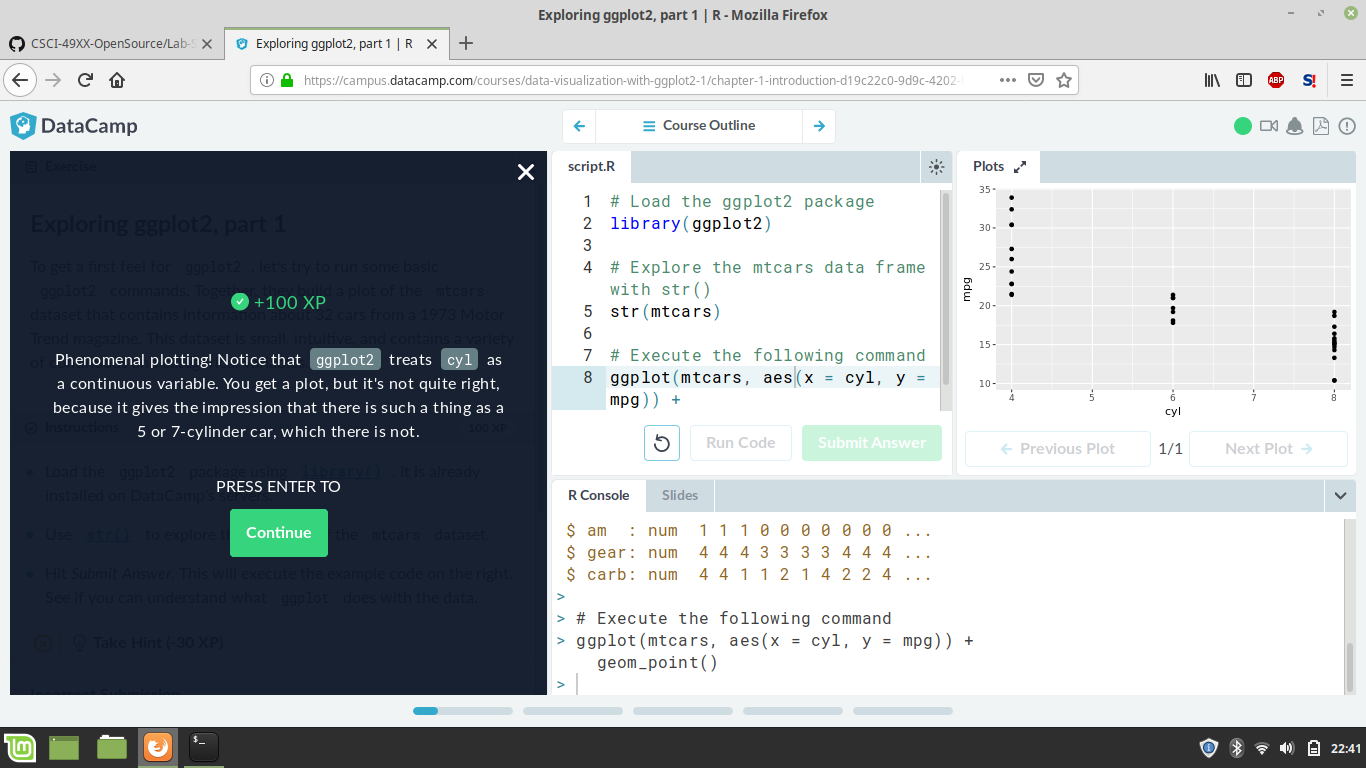 Exploring ggplot2, part 1 | R - Mozilla Firefox
CSCI-49XX-OpenSource/Lab-
Exploring ggplot2, part 1 | R
https://campus.datacamp.com/courses/data-visualization-with-ggplot2-1/chapter-1-introduction-d19c22c0-9d9c-4202-
ABP
S!
DataCamp
Course Outline
Exercise
Exploring ggplot2, part 1
To get a first feel for ggplot2, let's try to run some basic
ggplot2 commands. Together, they build a plot of the mtcars
dataset that contains information about 32 cars from a 1973 Motor
Trend magazine. This dataset is small, intuitive, and contains a variety
+100 XP
Phenomenal plotting! Notice that ggplot2 treats cyl as
a continuous variable. You get a plot, but it's not quite right,
because it gives the impression that there is such a thing as a
5 or 7-cylinder car, which there is not.
Instructions
100 XP
Load the ggplot2 package using library(). It is already
installed on DataCamp's servers.
PRESS ENTER TO
Continue
Use str() to explore the mtcars dataset.
Hit Submit Answer. This will execute the example code on the right.
See if you can understand what ggplot does with the data.
Take Hint (-30 XP)
Incorrect Submission
script.R
1 # Load the ggplot2 package
2 library(ggplot2)
3
4 # Explore the mtcars data frame
with str()
5 str(mtcars)
6
7 # Execute the following command
8 ggplot(mtcars, aes(x = cyl, y =
mpg)) +
Run Code
Submit Answer
Plots
35
30
25
20
15
10
mpg
4 5 6 7 8
cyl
Previous Plot
1/1
Next Plot
R Console
Slides
$ am  : num  1 1 1 0 0 0 0 0 0 0 ...
$ gear: num  4 4 4 3 3 3 3 4 4 4 ...
$ carb: num  4 4 1 1 2 1 4 2 2 4 ...
>
> # Execute the following command
> ggplot(mtcars, aes(x = cyl, y = mpg)) +
geom_point()
>
22:41